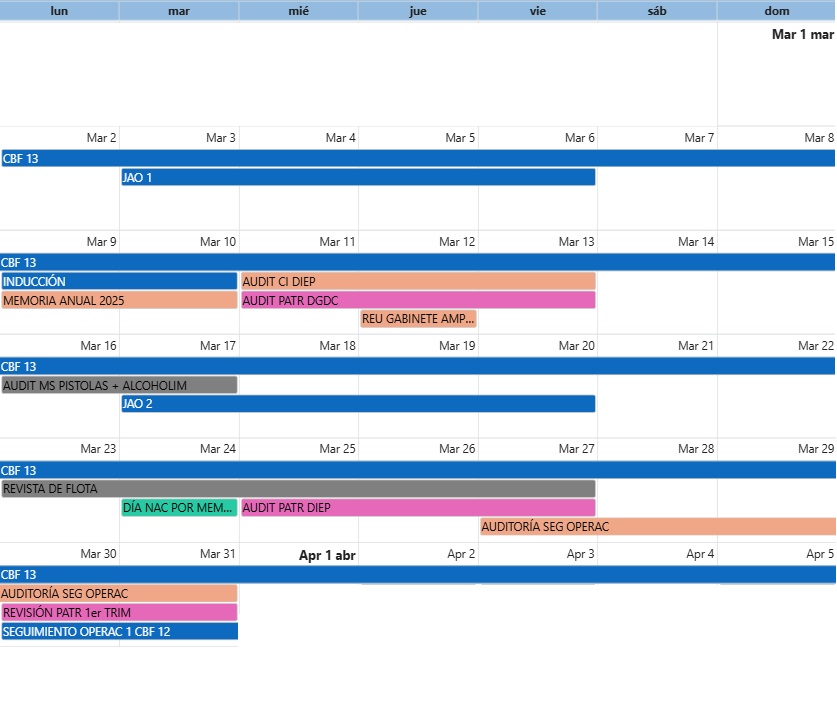 lun mar mié jue vie sáb dom
Mar 1 mar
Mar 2 Mar 3 Mar 4 Mar 5 Mar 6 Mar 7 Mar 8
CBF 13
JAO 1
Mar 9 Mar 10 Mar 11 Mar 12 Mar 13 Mar 14 Mar 15
CBF 13
INDUCCIÓN AUDIT CI DIEP
MEMORIA ANUAL 2025 AUDIT PATR DGDC
REU GABINETE AMP...
Mar 16 Mar 17 Mar 18 Mar 19 Mar 20 Mar 21 Mar 22
CBF 13
AUDIT MS PISTOLAS + ALCOHOLIM
JAO 2
Mar 23 Mar 24 Mar 25 Mar 26 Mar 27 Mar 28 Mar 29
CBF 13
REVISTA DE FLOTA
DÍA NAC POR MEM... AUDIT PATR DIEP
AUDITORÍA SEG OPERAC
Mar 30 Mar 31 Apr 1 abr Apr 2 Apr 3 Apr 4 Apr 5
CBF 13
AUDITORÍA SEG OPERAC
REVISIÓN PATR 1er TRIM
SEGUIMIENTO OPERAC 1 CBF 12